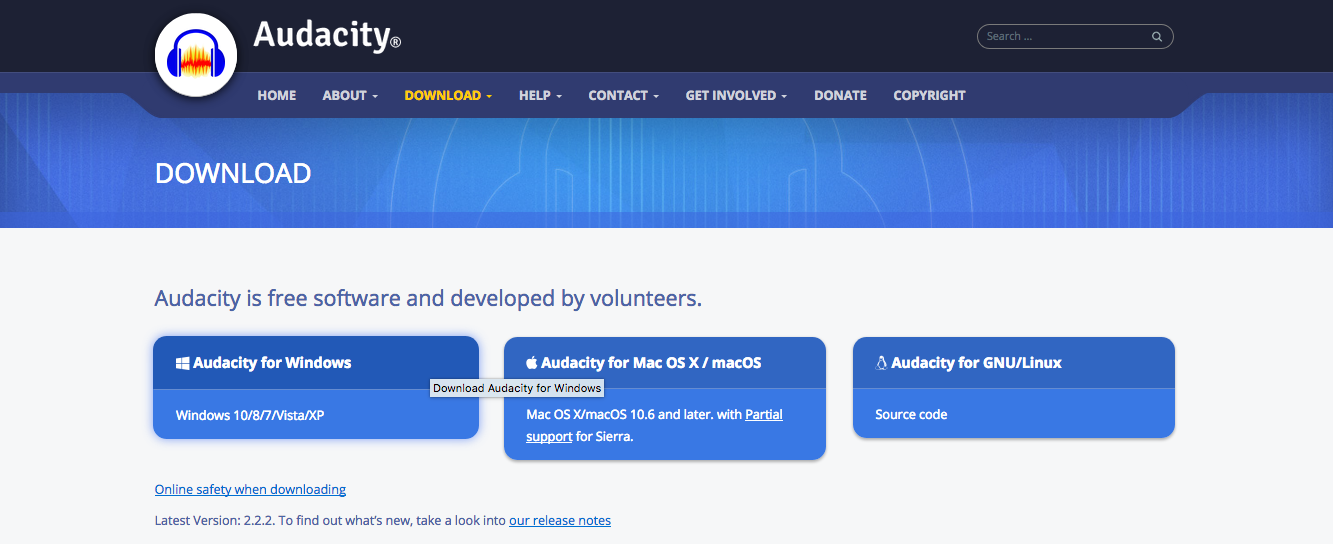 Audacity®
Search ...
HOME ABOUT DOWNLOAD HELP CONTACT GET INVOLVED DONATE COPYRIGHT
DOWNLOAD
Audacity is free software and developed by volunteers.
Audacity for Windows
Windows 10/8/7/Vista/XP
Download Audacity for Windows
Audacity for Mac OS X / macOS
Mac OS X/macOS 10.6 and later. with Partial
support for Sierra.
Audacity for GNU/Linux
Source code
Online safety when downloading
Latest Version: 2.2.2. To find out what's new, take a look into our release notes